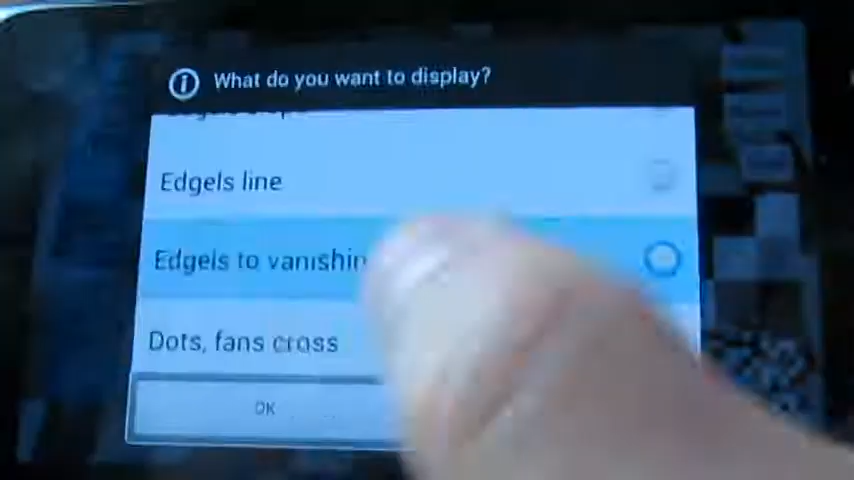 What do you want to display?
Edgels line
Edgels to vanishin
Dots, fans cross
OK